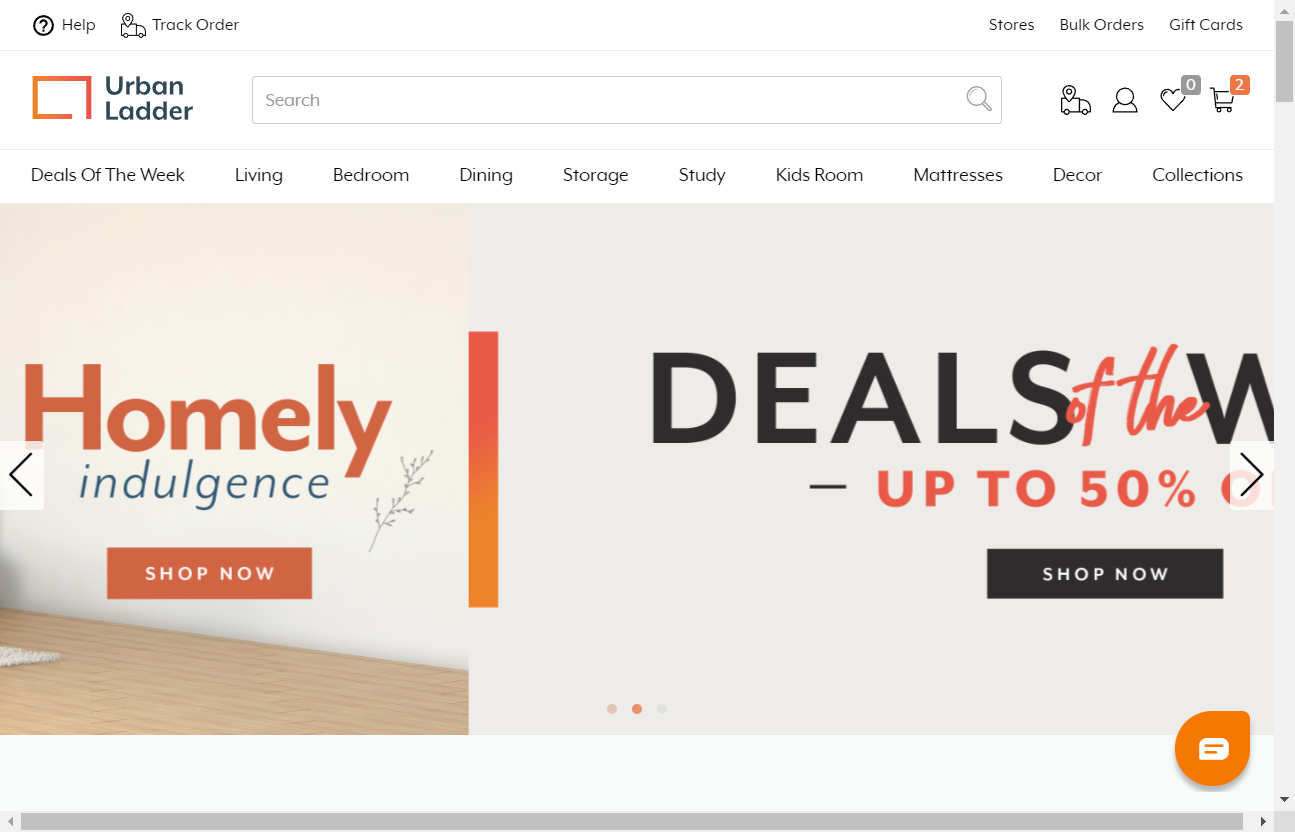 Help
Track Order
Stores
Bulk Orders
Gift Cards
Urban
Ladder
Search
0
2
Deals Of The Week
Living
Bedroom
Dining
Storage
Study
Kids Room
Mattresses
Decor
Collections
Homely
indulgence
SHOP NOW
DEALS of the W
— UP TO 50% O
SHOP NOW